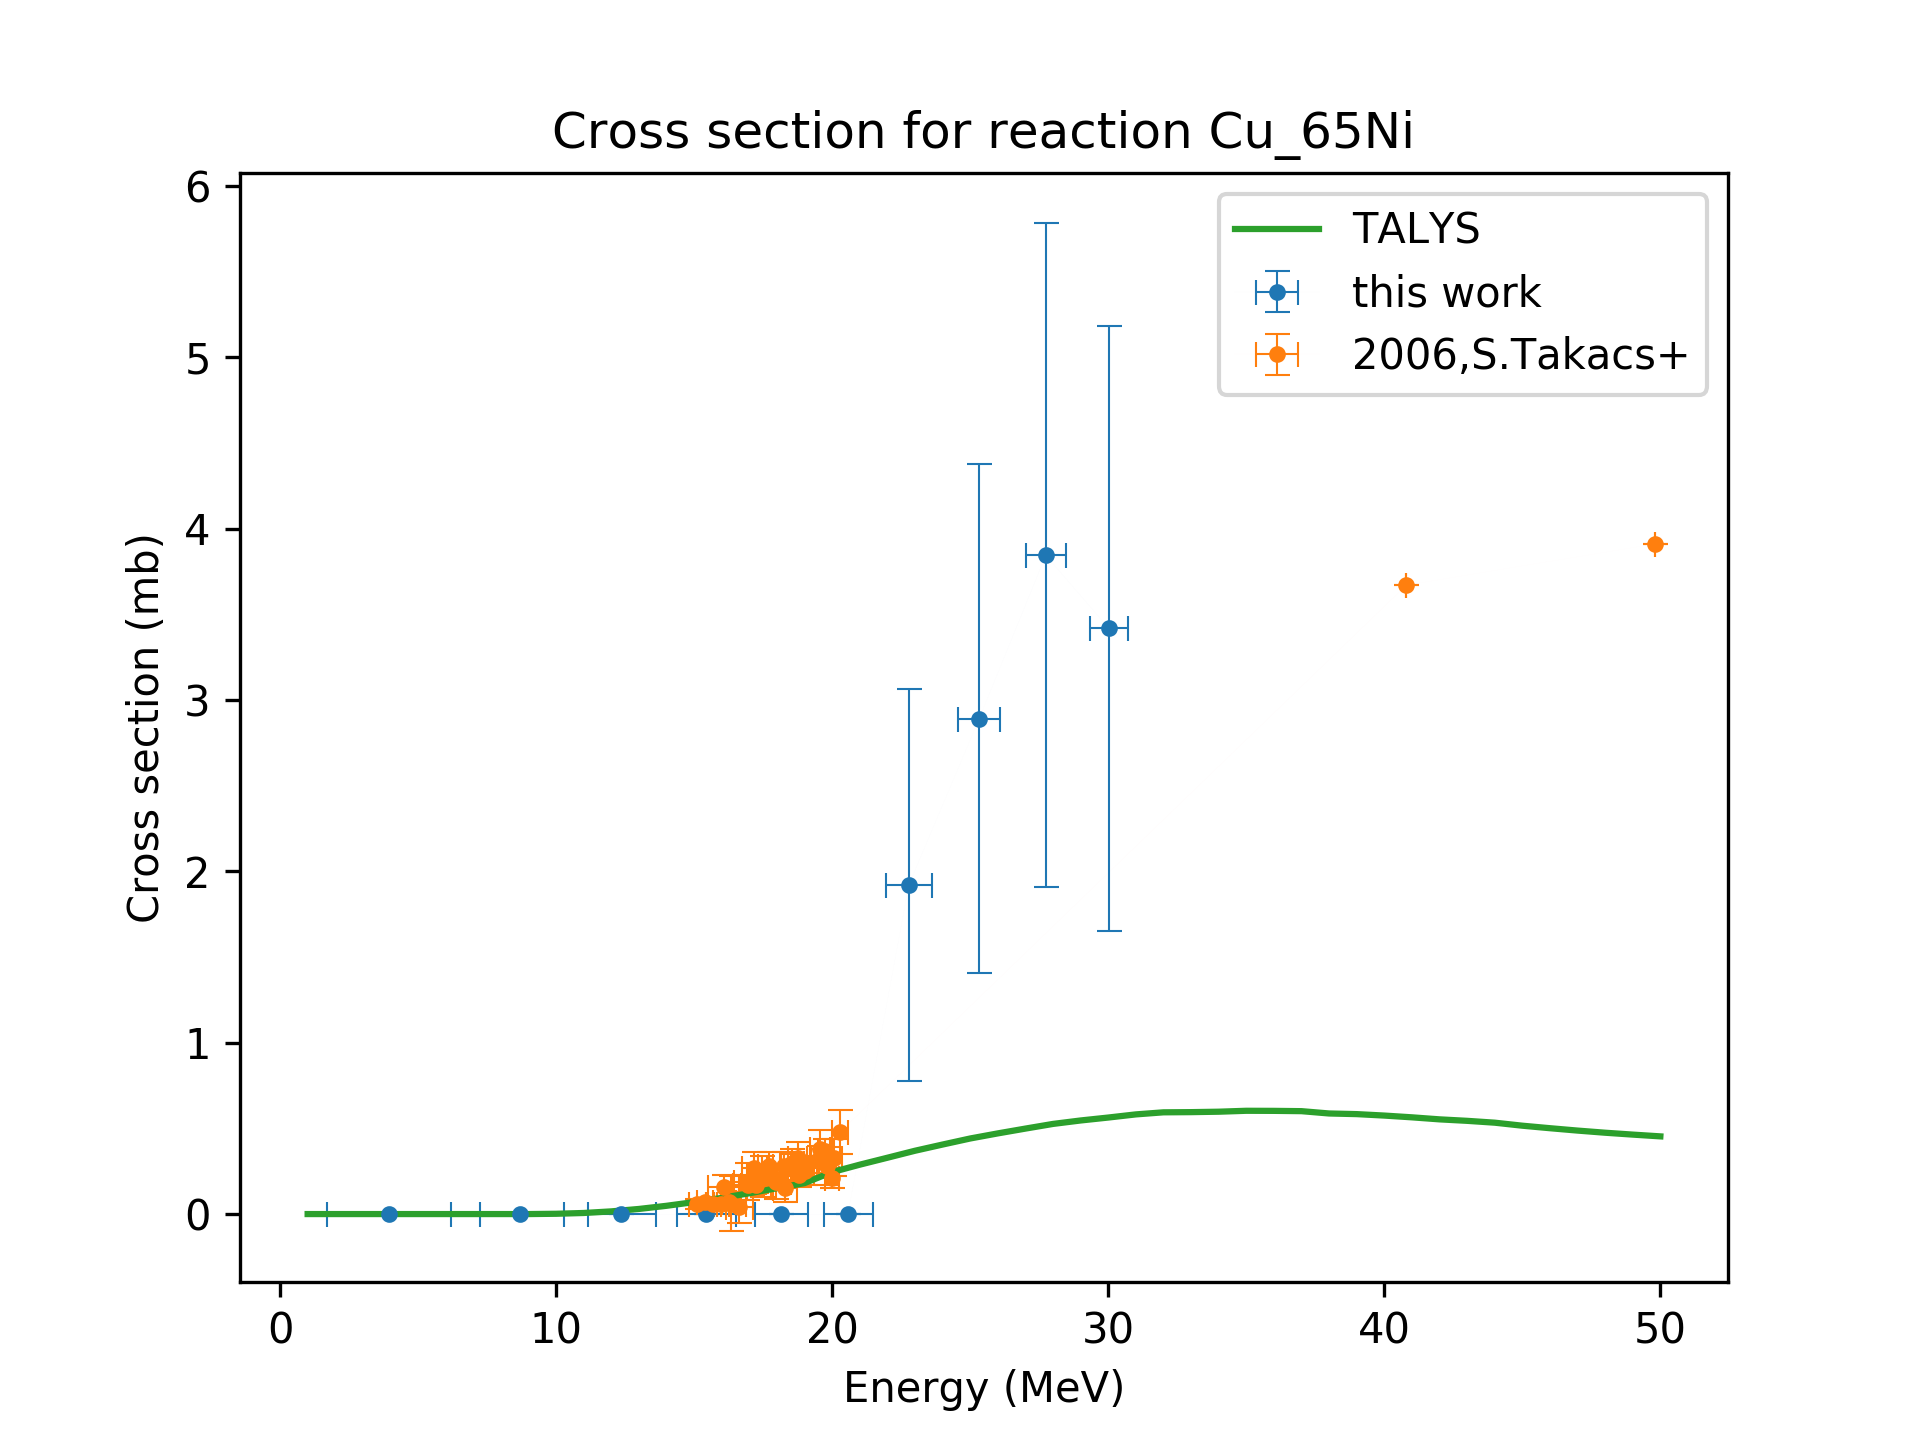 Cross section for reaction Cu_65Ni
TALYS
this work
2006,S.Takacs+
6
5
4
3
2
1
0
Cross section (mb)
0 10 20 30 40 50
Energy (MeV)